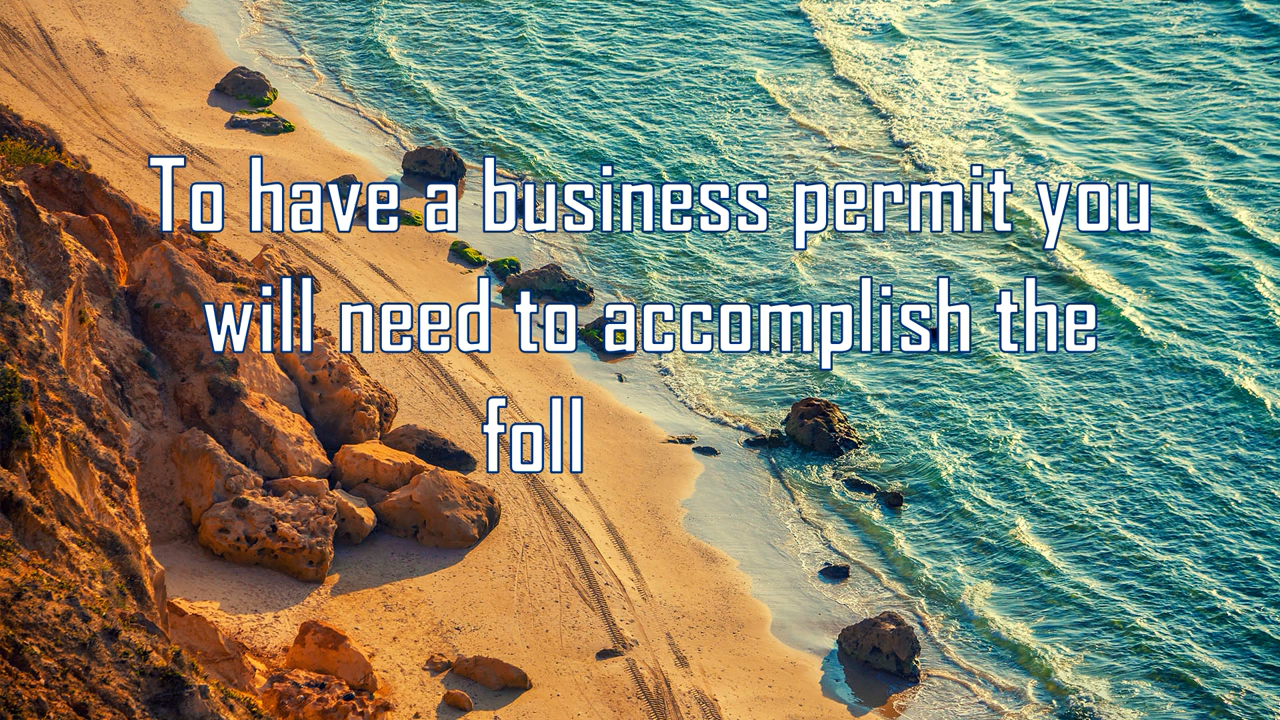 To have a business permit you
will need to accomplish the
foll